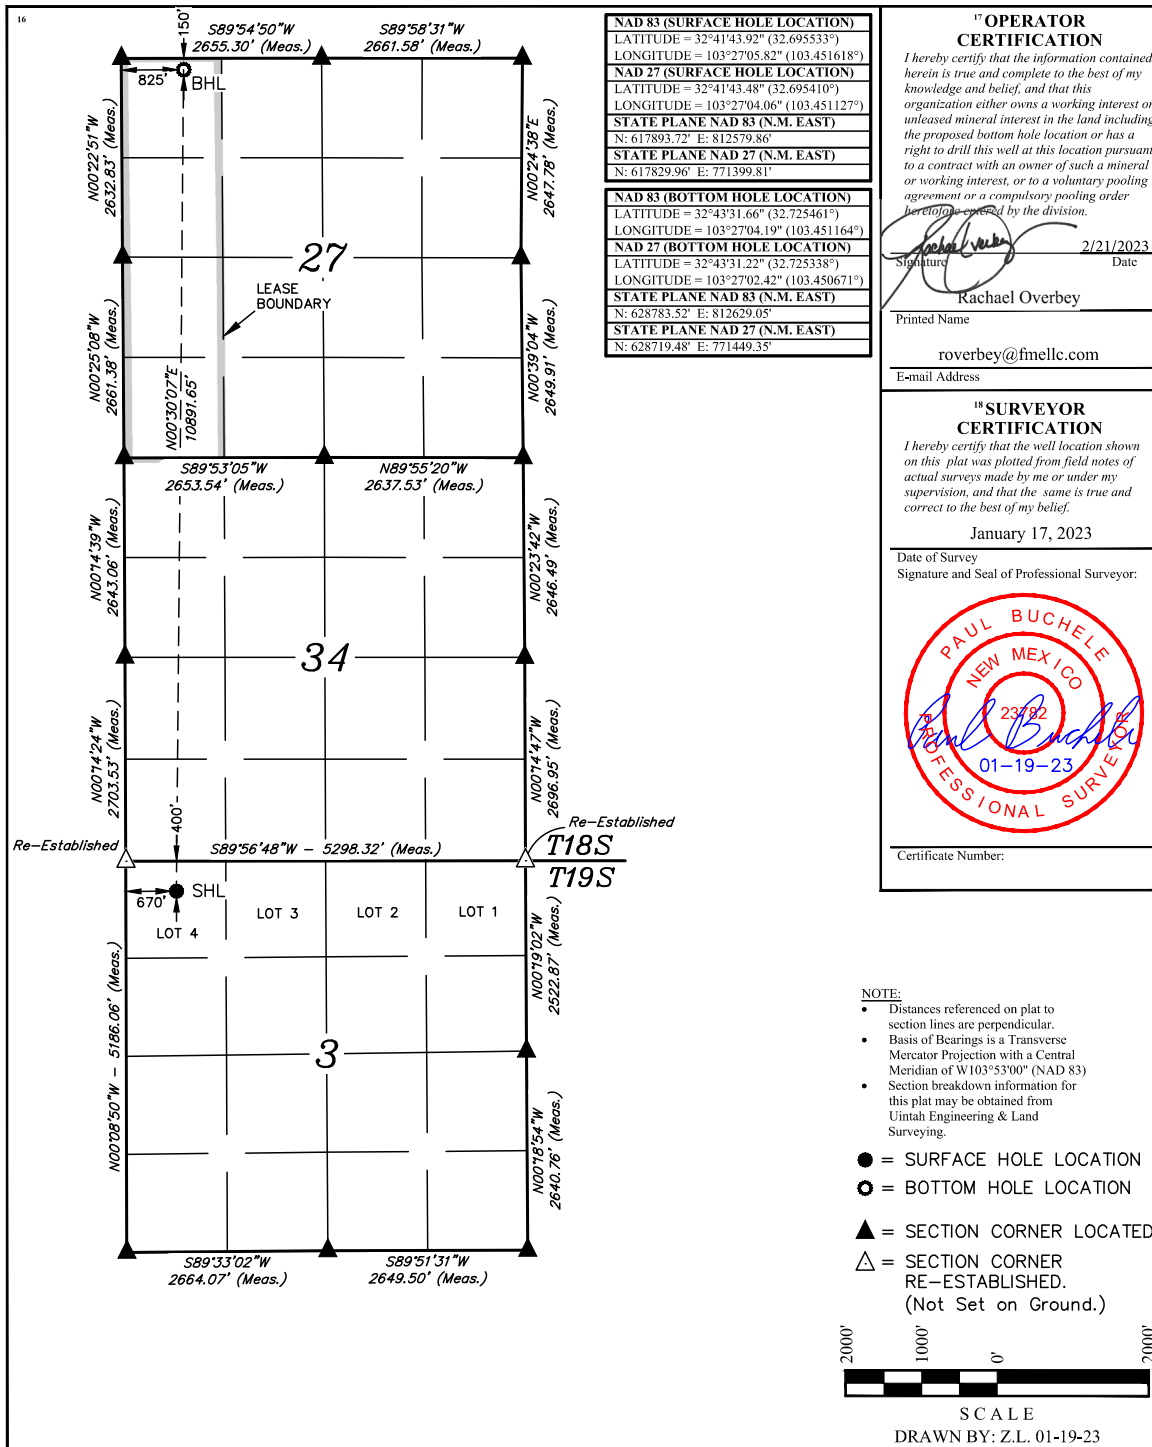 16
S89°54'50"W
2655.30' (Meas.)
S89°58'31"W
2661.58' (Meas.)
150'
825'
BHL
N00°22'51"W
2632.83' (Meas.)
N00°24'38"E
2647.78' (Meas.)
27
LEASE
BOUNDARY
N00°25'08"W
2661.38' (Meas.)
N00°30'07"E
10891.65'
N00°39'04"W
2649.91' (Meas.)
S89°53'05"W
2653.54' (Meas.)
N89°55'20"W
2637.53' (Meas.)
N00°14'39"W
2643.06' (Meas.)
N00°23'42"W
2646.49' (Meas.)
34
N00°14'24"W
2703.53' (Meas.)
N00°14'47"W
2696.95' (Meas.)
400'
Re-Established
Re-Established
S89°56'48"W - 5298.32' (Meas.)
T18S
T19S
670'
SHL
LOT 4
LOT 3
LOT 2
LOT 1
N00°08'50"W - 5186.06' (Meas.)
N00°19'02"W
2522.87' (Meas.)
3
N00°18'54"W
2640.76' (Meas.)
S89°33'02"W
2664.07' (Meas.)
S89°51'31"W
2649.50' (Meas.)
NAD 83 (SURFACE HOLE LOCATION)
LATITUDE = 32°41'43.92" (32.695533°)
LONGITUDE = 103°27'05.82" (103.451618°)
NAD 27 (SURFACE HOLE LOCATION)
LATITUDE = 32°41'43.48" (32.695410°)
LONGITUDE = 103°27'04.06" (103.451127°)
STATE PLANE NAD 83 (N.M. EAST)
N: 617893.72' E: 812579.86'
STATE PLANE NAD 27 (N.M. EAST)
N: 617829.96' E: 771399.81'
NAD 83 (BOTTOM HOLE LOCATION)
LATITUDE = 32°43'31.66" (32.725461°)
LONGITUDE = 103°27'04.19" (103.451164°)
NAD 27 (BOTTOM HOLE LOCATION)
LATITUDE = 32°43'31.22" (32.725338°)
LONGITUDE = 103°27'02.42" (103.450671°)
STATE PLANE NAD 83 (N.M. EAST)
N: 628783.52' E: 812629.05'
STATE PLANE NAD 27 (N.M. EAST)
N: 628719.48' E: 771449.35'
17 OPERATOR
CERTIFICATION
I hereby certify that the information contained
herein is true and complete to the best of my
knowledge and belief, and that this
organization either owns a working interest or
unleased mineral interest in the land including
the proposed bottom hole location or has a
right to drill this well at this location pursuant
to a contract with an owner of such a mineral
or working interest, or to a voluntary pooling
agreement or a compulsory pooling order
heretofore entered by the division.
Rachael Overbey
2/21/2023
Signature Date
Rachael Overbey
Printed Name
roverbey@fmellc.com
E-mail Address
18 SURVEYOR
CERTIFICATION
I hereby certify that the well location shown
on this plat was plotted from field notes of
actual surveys made by me or under my
supervision, and that the same is true and
correct to the best of my belief.
January 17, 2023
Date of Survey
Signature and Seal of Professional Surveyor:
PAUL BUCHELE
NEW MEXICO
23782
Paul Buchele
01-19-23
PROFESSIONAL SURVEYOR
Certificate Number:
NOTE:
• Distances referenced on plat to
section lines are perpendicular.
• Basis of Bearings is a Transverse
Mercator Projection with a Central
Meridian of W103°53'00" (NAD 83)
• Section breakdown information for
this plat may be obtained from
Uintah Engineering & Land
Surveying.
= SURFACE HOLE LOCATION
= BOTTOM HOLE LOCATION
= SECTION CORNER LOCATED
= SECTION CORNER
RE-ESTABLISHED.
(Not Set on Ground.)
2000' 1000' 0' 2000'
SCALE
DRAWN BY: Z.L. 01-19-23